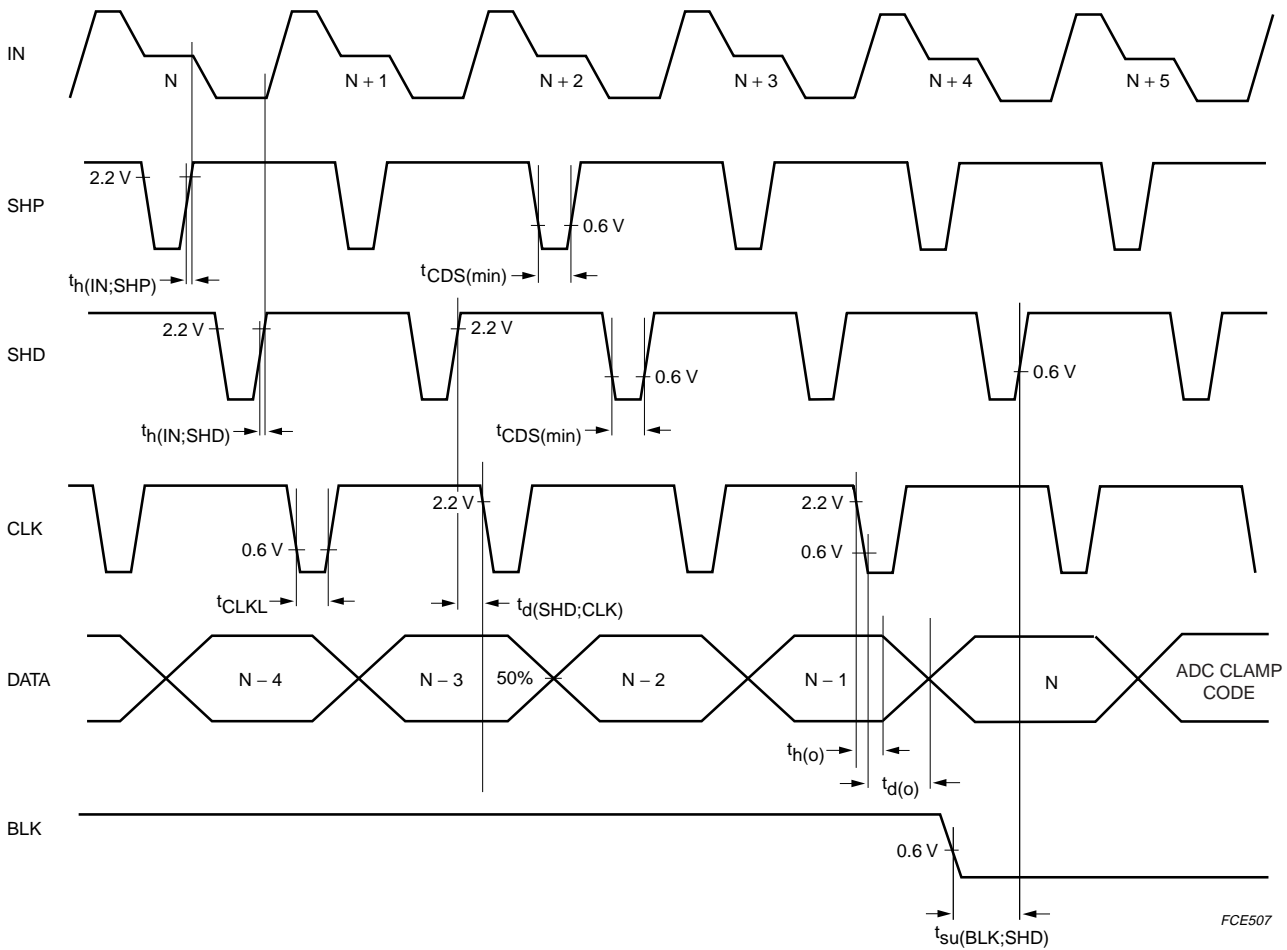 IN
N
N + 1
N + 2
N + 3
N + 4
N + 5
SHP
2.2 V
0.6 V
th(IN;SHP)
tCDS(min)
SHD
2.2 V
2.2 V
0.6 V
0.6 V
th(IN;SHD)
tCDS(min)
CLK
2.2 V
2.2 V
0.6 V
0.6 V
tCLKL
td(SHD;CLK)
DATA
N – 4
N – 3
50%
N – 2
N – 1
N
ADC CLAMP
CODE
th(o)
td(o)
BLK
0.6 V
tsu(BLK;SHD)
FCE507